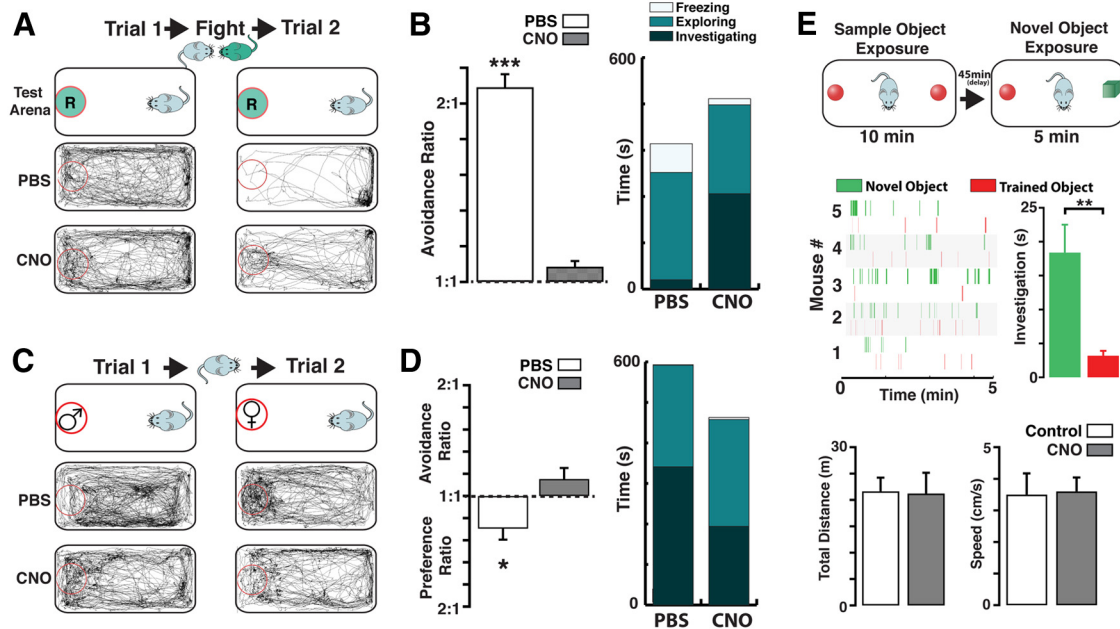 A
Trial 1 Fight Trial 2
Test
Arena
R
R
PBS
CNO
B
PBS
CNO
***
2:1
1:1
Avoidance Ratio
Freezing
Exploring
Investigating
600
Time (s)
0
PBS CNO
C
Trial 1 Trial 2
♂
♀
PBS
CNO
D
PBS
CNO
2:1
1:1
2:1
Avoidance
Ratio
Preference
Ratio
*
600
Time (s)
0
PBS CNO
E
Sample Object
Exposure
Novel Object
Exposure
45min
(delay)
10 min
5 min
Novel Object
Trained Object
Mouse #
5
4
3
2
1
0 5
Time (min)
25
**
Investigation (s)
0
Control
CNO
30
Total Distance (m)
0
5
Speed (cm/s)
0